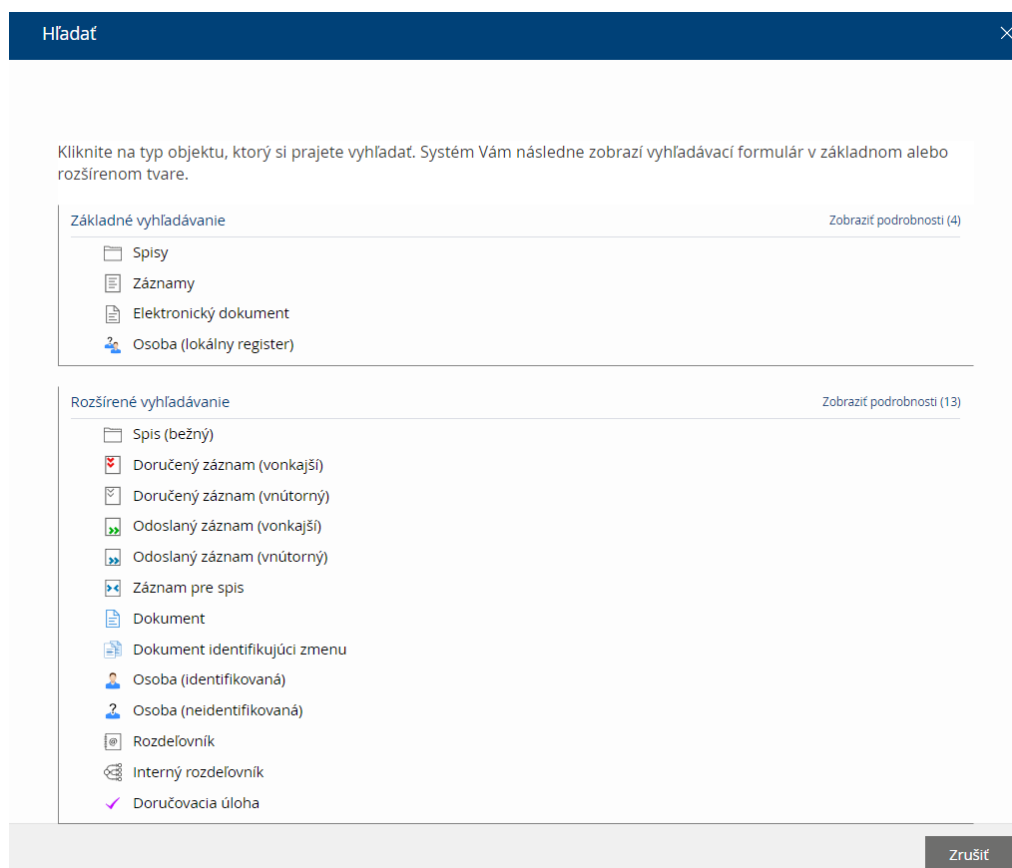 Hľadať
Kliknite na typ objektu, ktorý si prajete vyhľadať. Systém Vám následne zobrazí vyhľadávací formulár v základnom alebo
rozšírenom tvare.
Základné vyhľadávanie Zobraziť podrobnosti (4)
Spisy
Záznamy
Elektronický dokument
Osoba (lokálny register)
Rozšírené vyhľadávanie Zobraziť podrobnosti (13)
Spis (bežný)
Doručený záznam (vonkajší)
Doručený záznam (vnútorný)
Odoslaný záznam (vonkajší)
Odoslaný záznam (vnútorný)
Záznam pre spis
Dokument
Dokument identifikujúci zmenu
Osoba (identifikovaná)
Osoba (neidentifikovaná)
Rozdeľovník
Interný rozdeľovník
Doručovacia úloha
Zrušiť